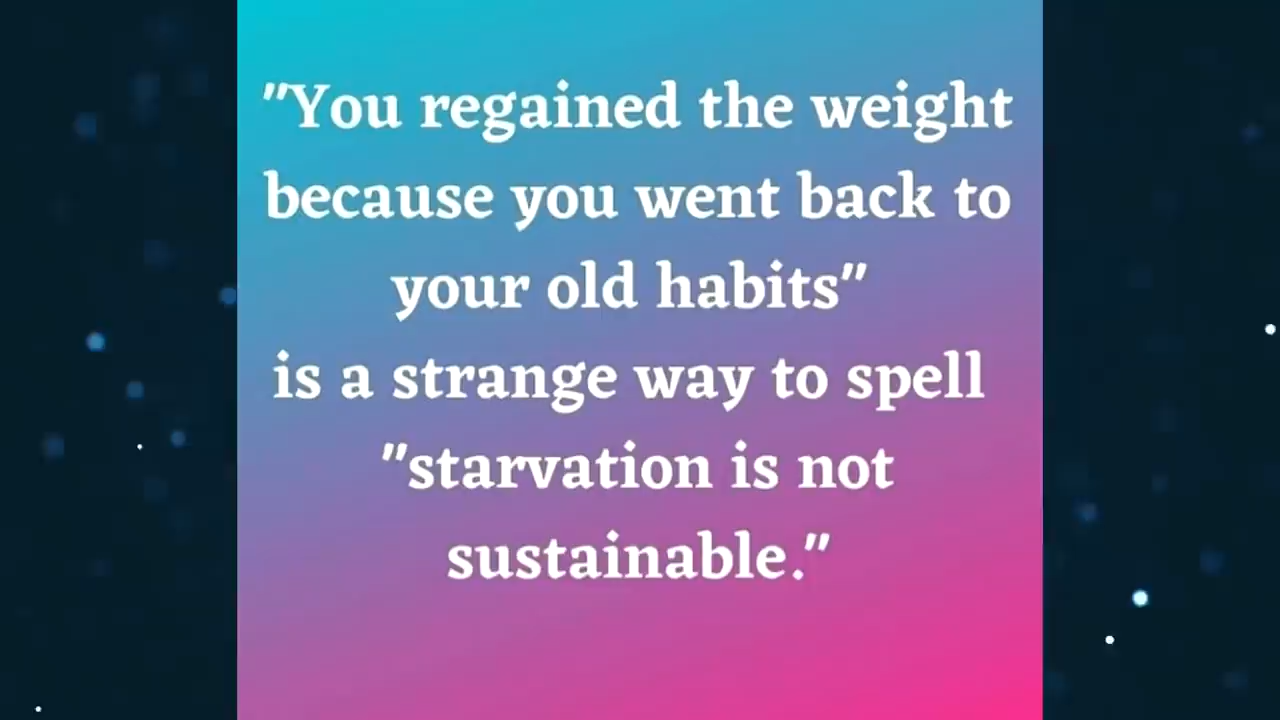 "You regained the weight
because you went back to
your old habits"
is a strange way to spell
"starvation is not
sustainable."